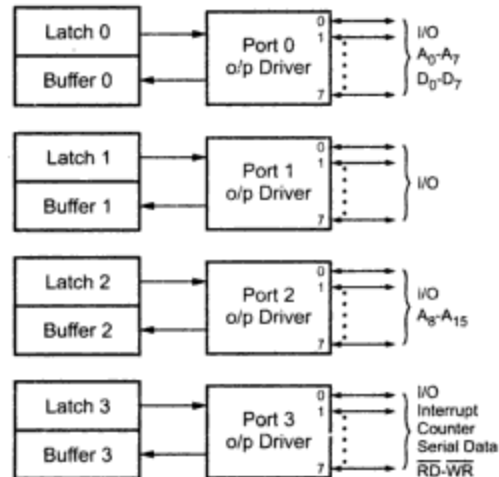 Latch 0
Buffer 0
Port 0
o/p Driver
0
1
7
I/O
A0-A7
D0-D7
Latch 1
Buffer 1
Port 1
o/p Driver
0
1
7
I/O
Latch 2
Buffer 2
Port 2
o/p Driver
0
1
7
I/O
A8-A15
Latch 3
Buffer 3
Port 3
o/p Driver
0
1
7
I/O
Interrupt
Counter
Serial Data
R̅D̅-W̅R̅